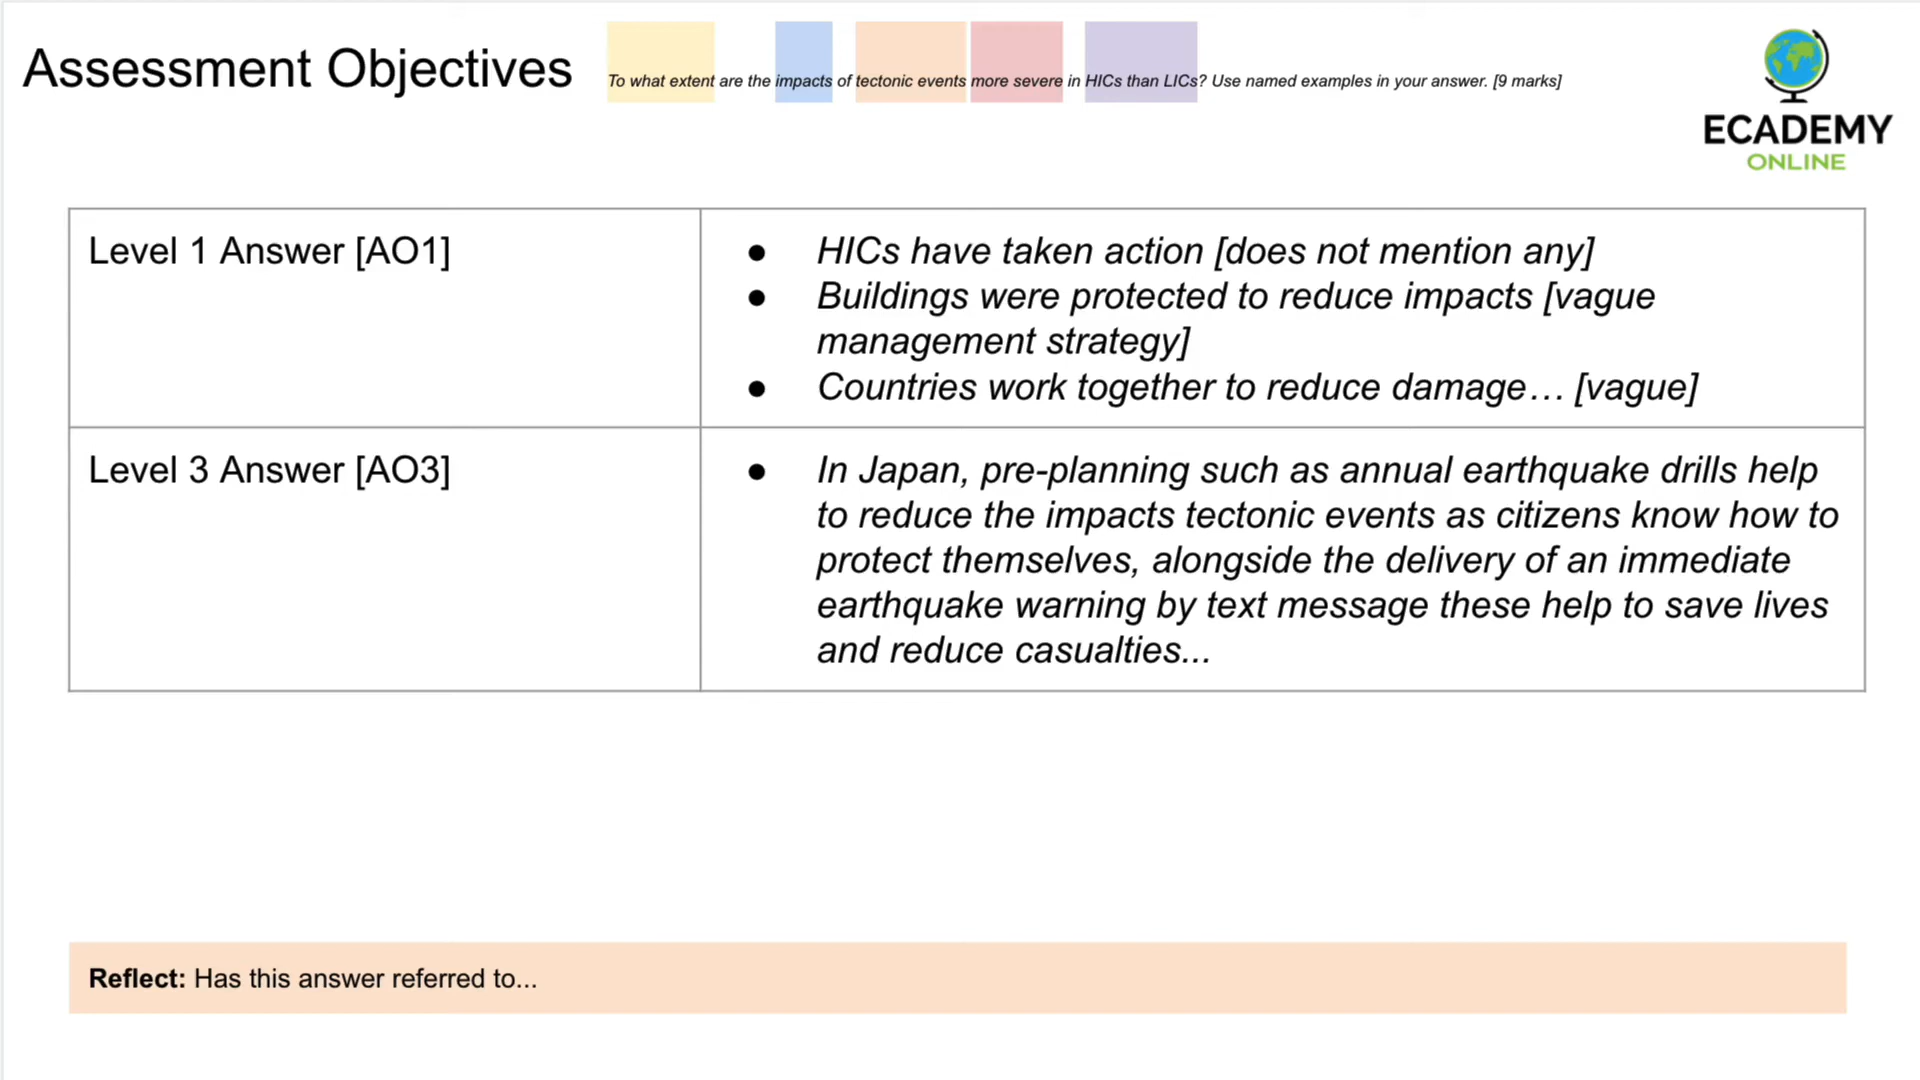 Assessment Objectives
To what extent are the impacts of tectonic events more severe in HICs than LICs? Use named examples in your answer. [9 marks]
ECADEMY
ONLINE
Level 1 Answer [AO1]
● HICs have taken action [does not mention any]
● Buildings were protected to reduce impacts [vague
management strategy]
● Countries work together to reduce damage… [vague]
Level 3 Answer [AO3]
● In Japan, pre-planning such as annual earthquake drills help
to reduce the impacts tectonic events as citizens know how to
protect themselves, alongside the delivery of an immediate
earthquake warning by text message these help to save lives
and reduce casualties...
Reflect: Has this answer referred to...